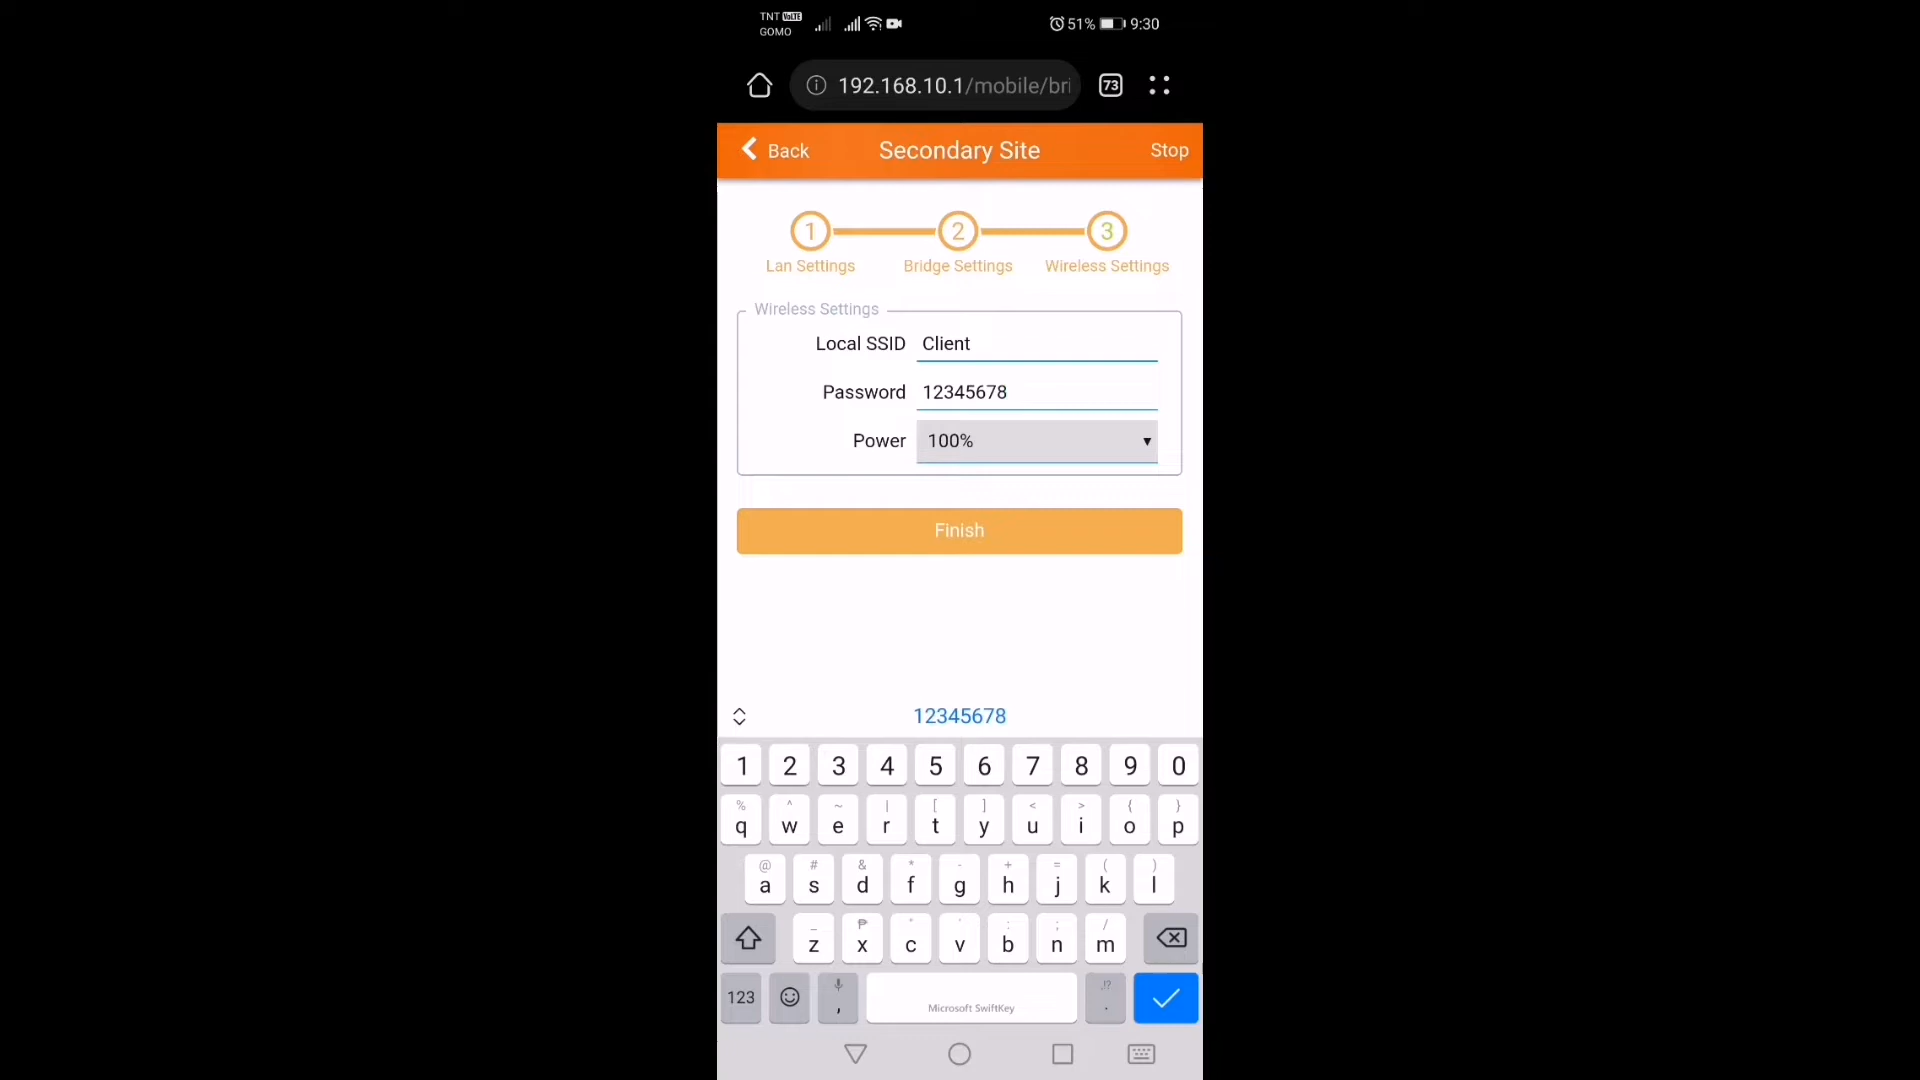 TNT VoLTE
GOMO
51% 9:30
192.168.10.1/mobile/bri
73
Back Secondary Site Stop
1 2 3
Lan Settings Bridge Settings Wireless Settings
Wireless Settings
Local SSID Client
Password 12345678
Power 100%
Finish
12345678
1 2 3 4 5 6 7 8 9 0
% ^ ~ | [ ] < > { }
q w e r t y u i o p
@ # & * - + = ( )
a s d f g h j k l
_ ₱ " ' : ; /
z x c v b n m
,!?
123 , .
Microsoft SwiftKey